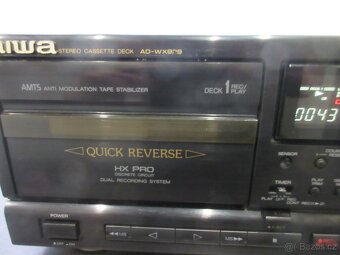 aiwa
STEREO CASSETTE DECK AD-WX929
AMTS ANTI MODULATION TAPE STABILIZER
DECK 1 REC/PLAY
0043
QUICK REVERSE
HX PRO
DISCRETE CIRCUIT
DUAL RECORDING SYSTEM
SENSOR
TIMER
PLAY
OFF
REC
POWER
◄◄ ◁ ▷ ►► ■